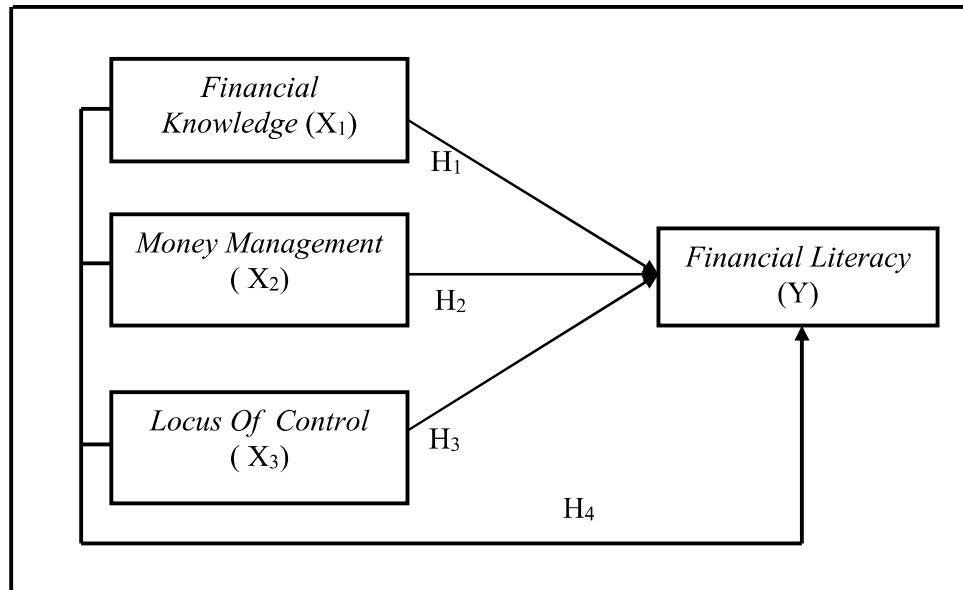 Financial
Knowledge (X₁)
H₁
Money Management
( X₂)
H₂
Financial Literacy
(Y)
Locus Of Control
( X₃)
H₃
H₄